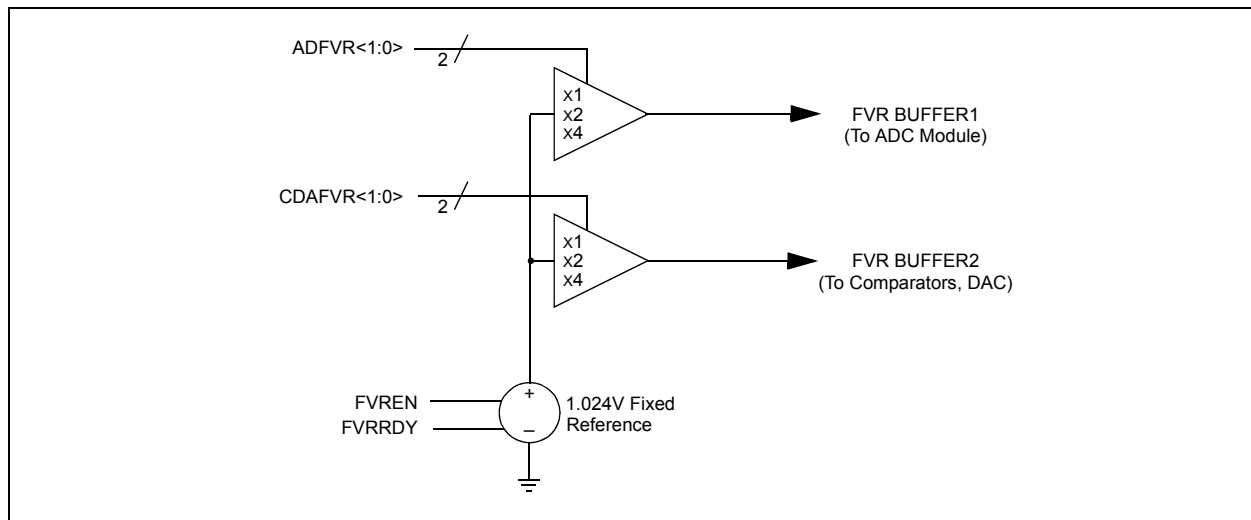 ADFVR<1:0>
2
X1
X2
X4
FVR BUFFER1
(To ADC Module)
CDAFVR<1:0>
2
X1
X2
X4
FVR BUFFER2
(To Comparators, DAC)
FVREN
FVRRDY
+
_
1.024V Fixed
Reference